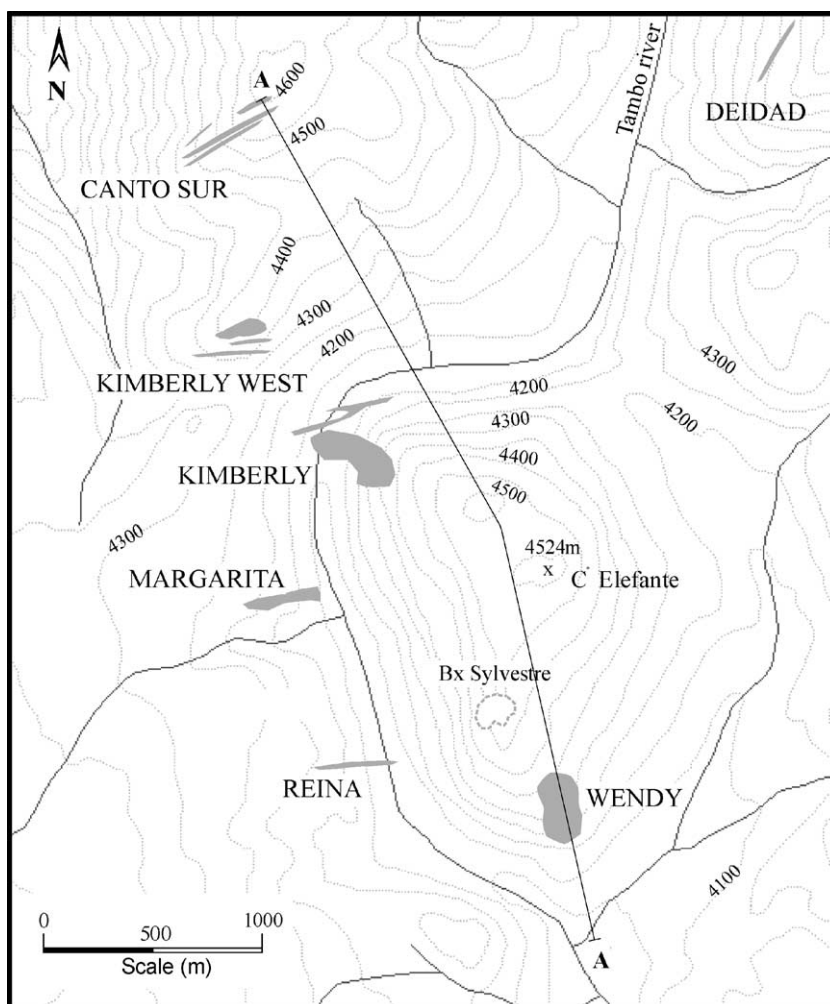 N
A
4600
4500
Tambo river
DEIDAD
CANTO SUR
4400
4300
4200
KIMBERLY WEST
4200
4300
4300
4200
4400
4500
KIMBERLY
4300
4524m
x
C˙ Elefante
MARGARITA
Bx Sylvestre
REINA
WENDY
4100
0 500 1000
Scale (m)
A